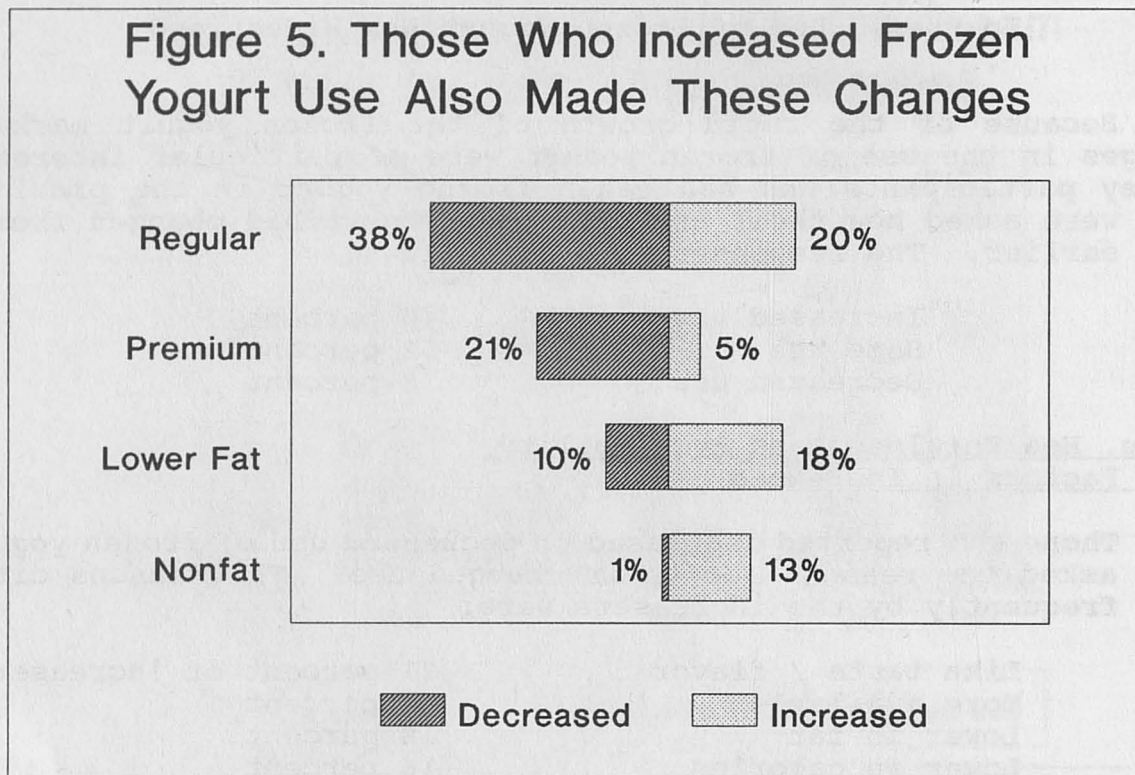 Figure 5. Those Who Increased Frozen
Yogurt Use Also Made These Changes
Regular 38% 20%
Premium 21% 5%
Lower Fat 10% 18%
Nonfat 1% 13%
Decreased Increased